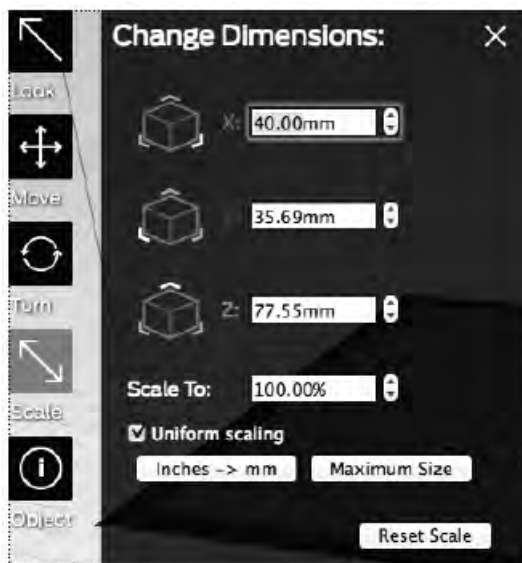 Change Dimensions:
Look
X: 40.00mm
Move
35.69mm
Turn
Z: 77.55mm
Scale To: 100.00%
Scale
Uniform scaling
Inches -> mm Maximum Size
Object
Reset Scale